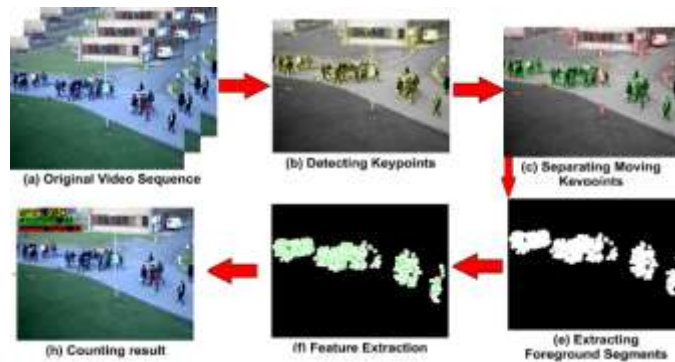 (a) Original Video Sequence
(b) Detecting Keypoints
(c) Separating Moving
Keypoints
(h) Counting result
(f) Feature Extraction
(e) Extracting
Foreground Segments